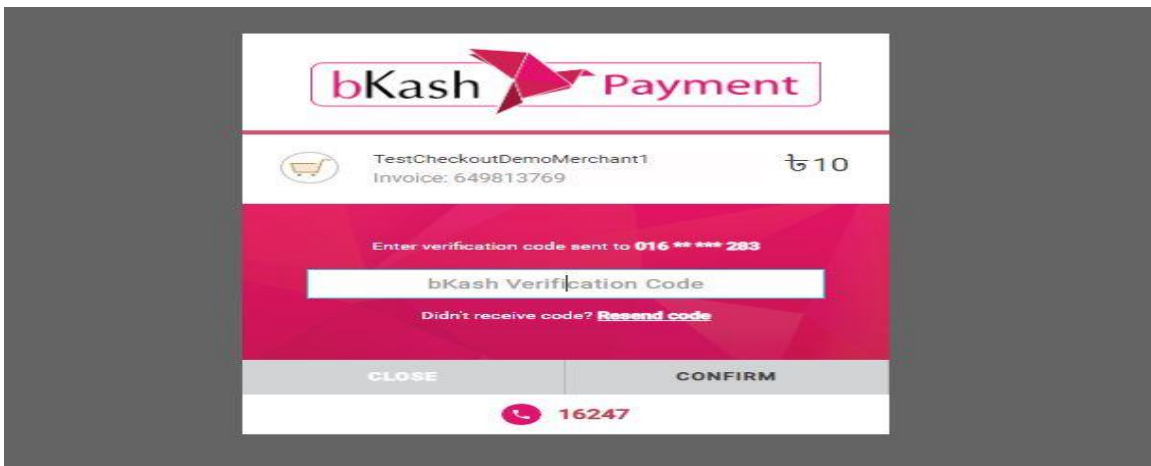 bKash Payment
TestCheckoutDemoMerchant1 ৳10
Invoice: 649813769
Enter verification code sent to 016 ** *** 283
bKash Verification Code
Didn't receive code? Resend code
CLOSE CONFIRM
16247